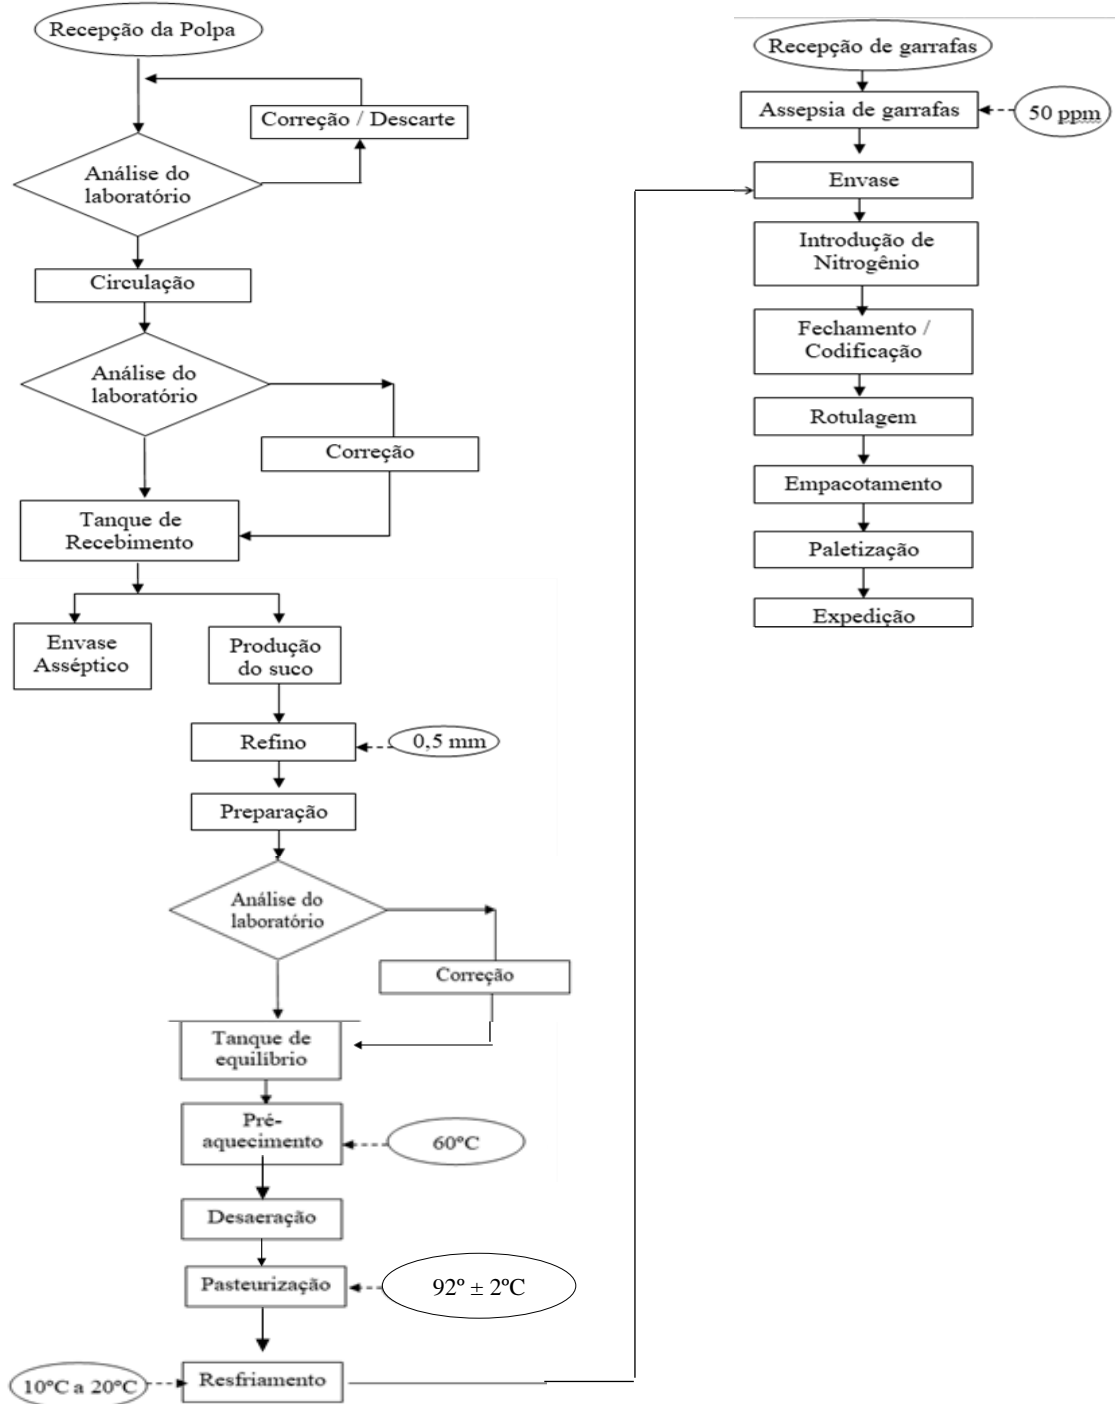 Recepção da Polpa
Correção / Descarte
Análise do
laboratório
Circulação
Análise do
laboratório
Correção
Tanque de
Recebimento
Envase
Asséptico
Produção
do suco
Refino
0,5 mm
Preparação
Análise do
laboratório
Correção
Tanque de
equilíbrio
Pré-
aquecimento
60ºC
Desaeração
Pasteurização
92º ± 2ºC
10ºC a 20ºC
Resfriamento
Recepção de garrafas
Assepsia de garrafas
50 ppm
Envase
Introdução de
Nitrogênio
Fechamento /
Codificação
Rotulagem
Empacotamento
Paletização
Expedição